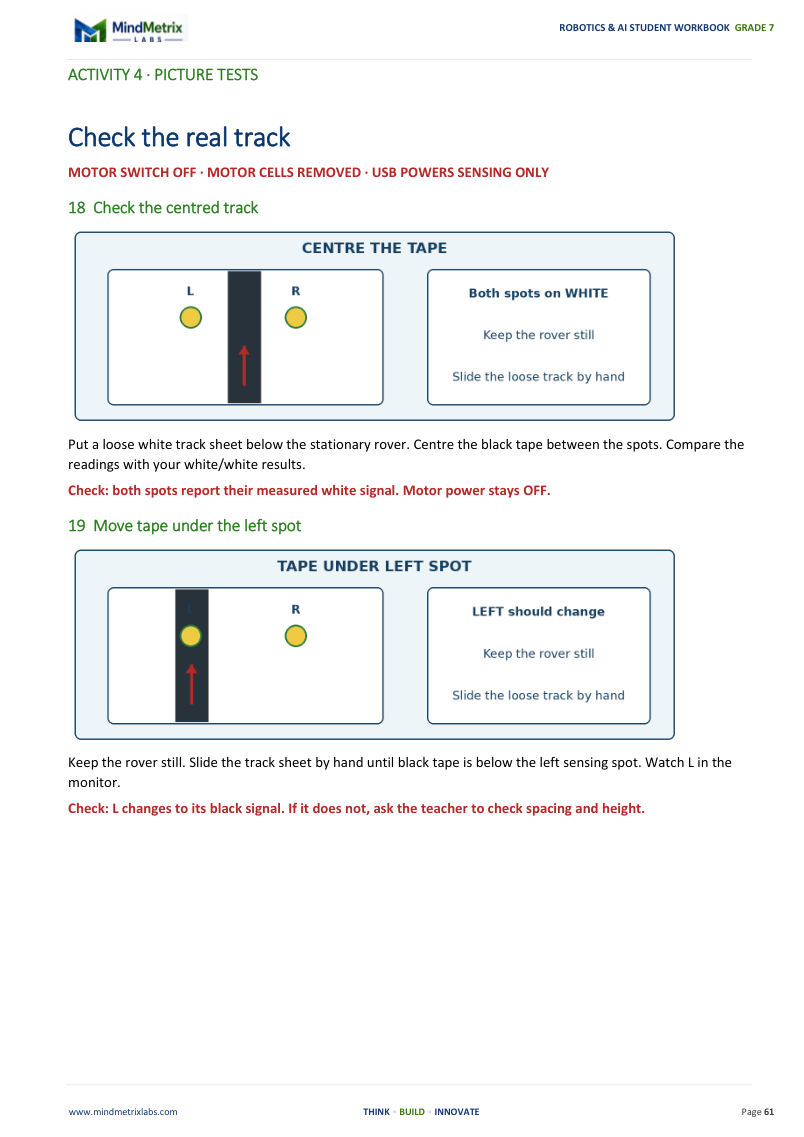 MindMetrix
LABS
ROBOTICS & AI STUDENT WORKBOOK GRADE 7
ACTIVITY 4 · PICTURE TESTS
Check the real track
MOTOR SWITCH OFF · MOTOR CELLS REMOVED · USB POWERS SENSING ONLY
18 Check the centred track
CENTRE THE TAPE
L
R
Both spots on WHITE
Keep the rover still
Slide the loose track by hand
Put a loose white track sheet below the stationary rover. Centre the black tape between the spots. Compare the
readings with your white/white results.
Check: both spots report their measured white signal. Motor power stays OFF.
19 Move tape under the left spot
TAPE UNDER LEFT SPOT
L
R
LEFT should change
Keep the rover still
Slide the loose track by hand
Keep the rover still. Slide the track sheet by hand until black tape is below the left sensing spot. Watch L in the
monitor.
Check: L changes to its black signal. If it does not, ask the teacher to check spacing and height.
www.mindmetrixlabs.com
THINK · BUILD · INNOVATE
Page 61